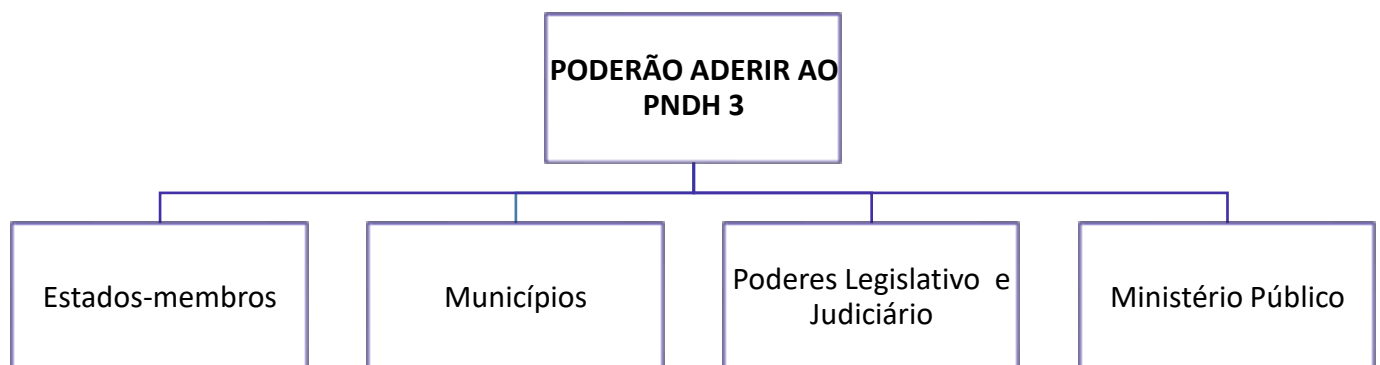 PODERÃO ADERIR AO
PNDH 3
Estados-membros
Municípios
Poderes Legislativo e
Judiciário
Ministério Público